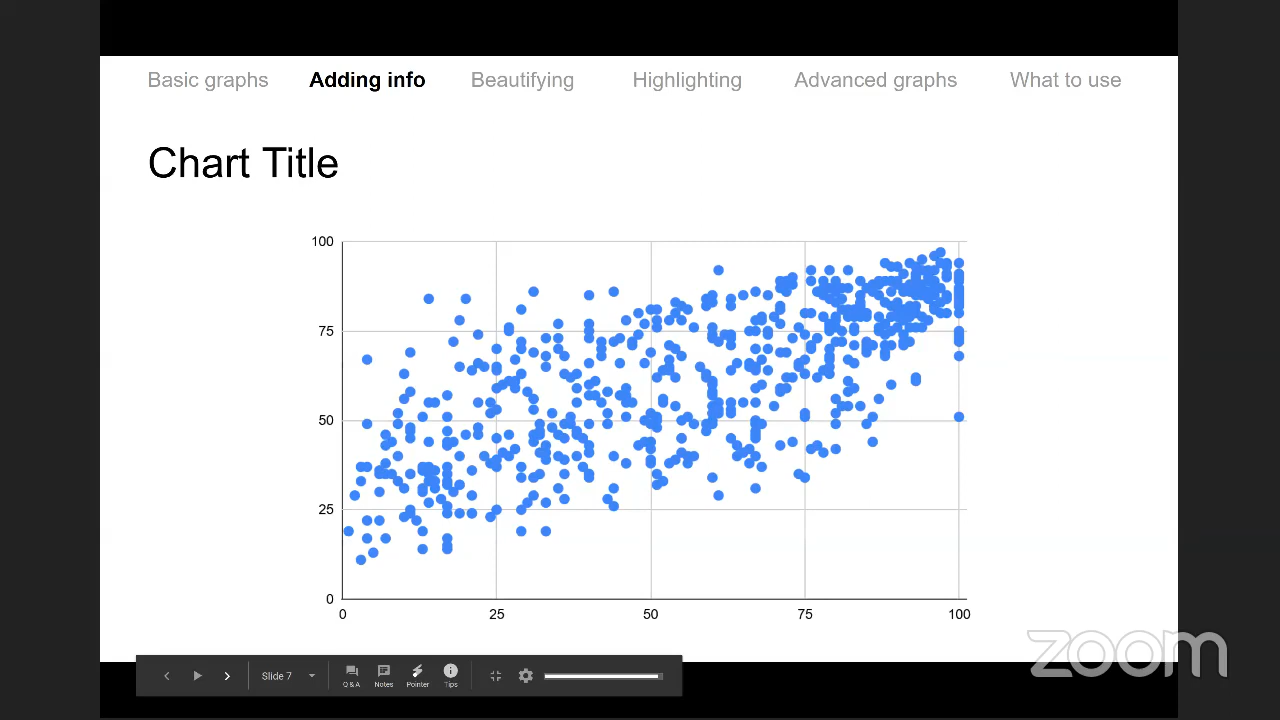 Basic graphs Adding info Beautifying Highlighting Advanced graphs What to use
Chart Title
100
75
50
25
0
0 25 50 75 100
Slide 7 Q & A Notes Pointer Tips
zoom